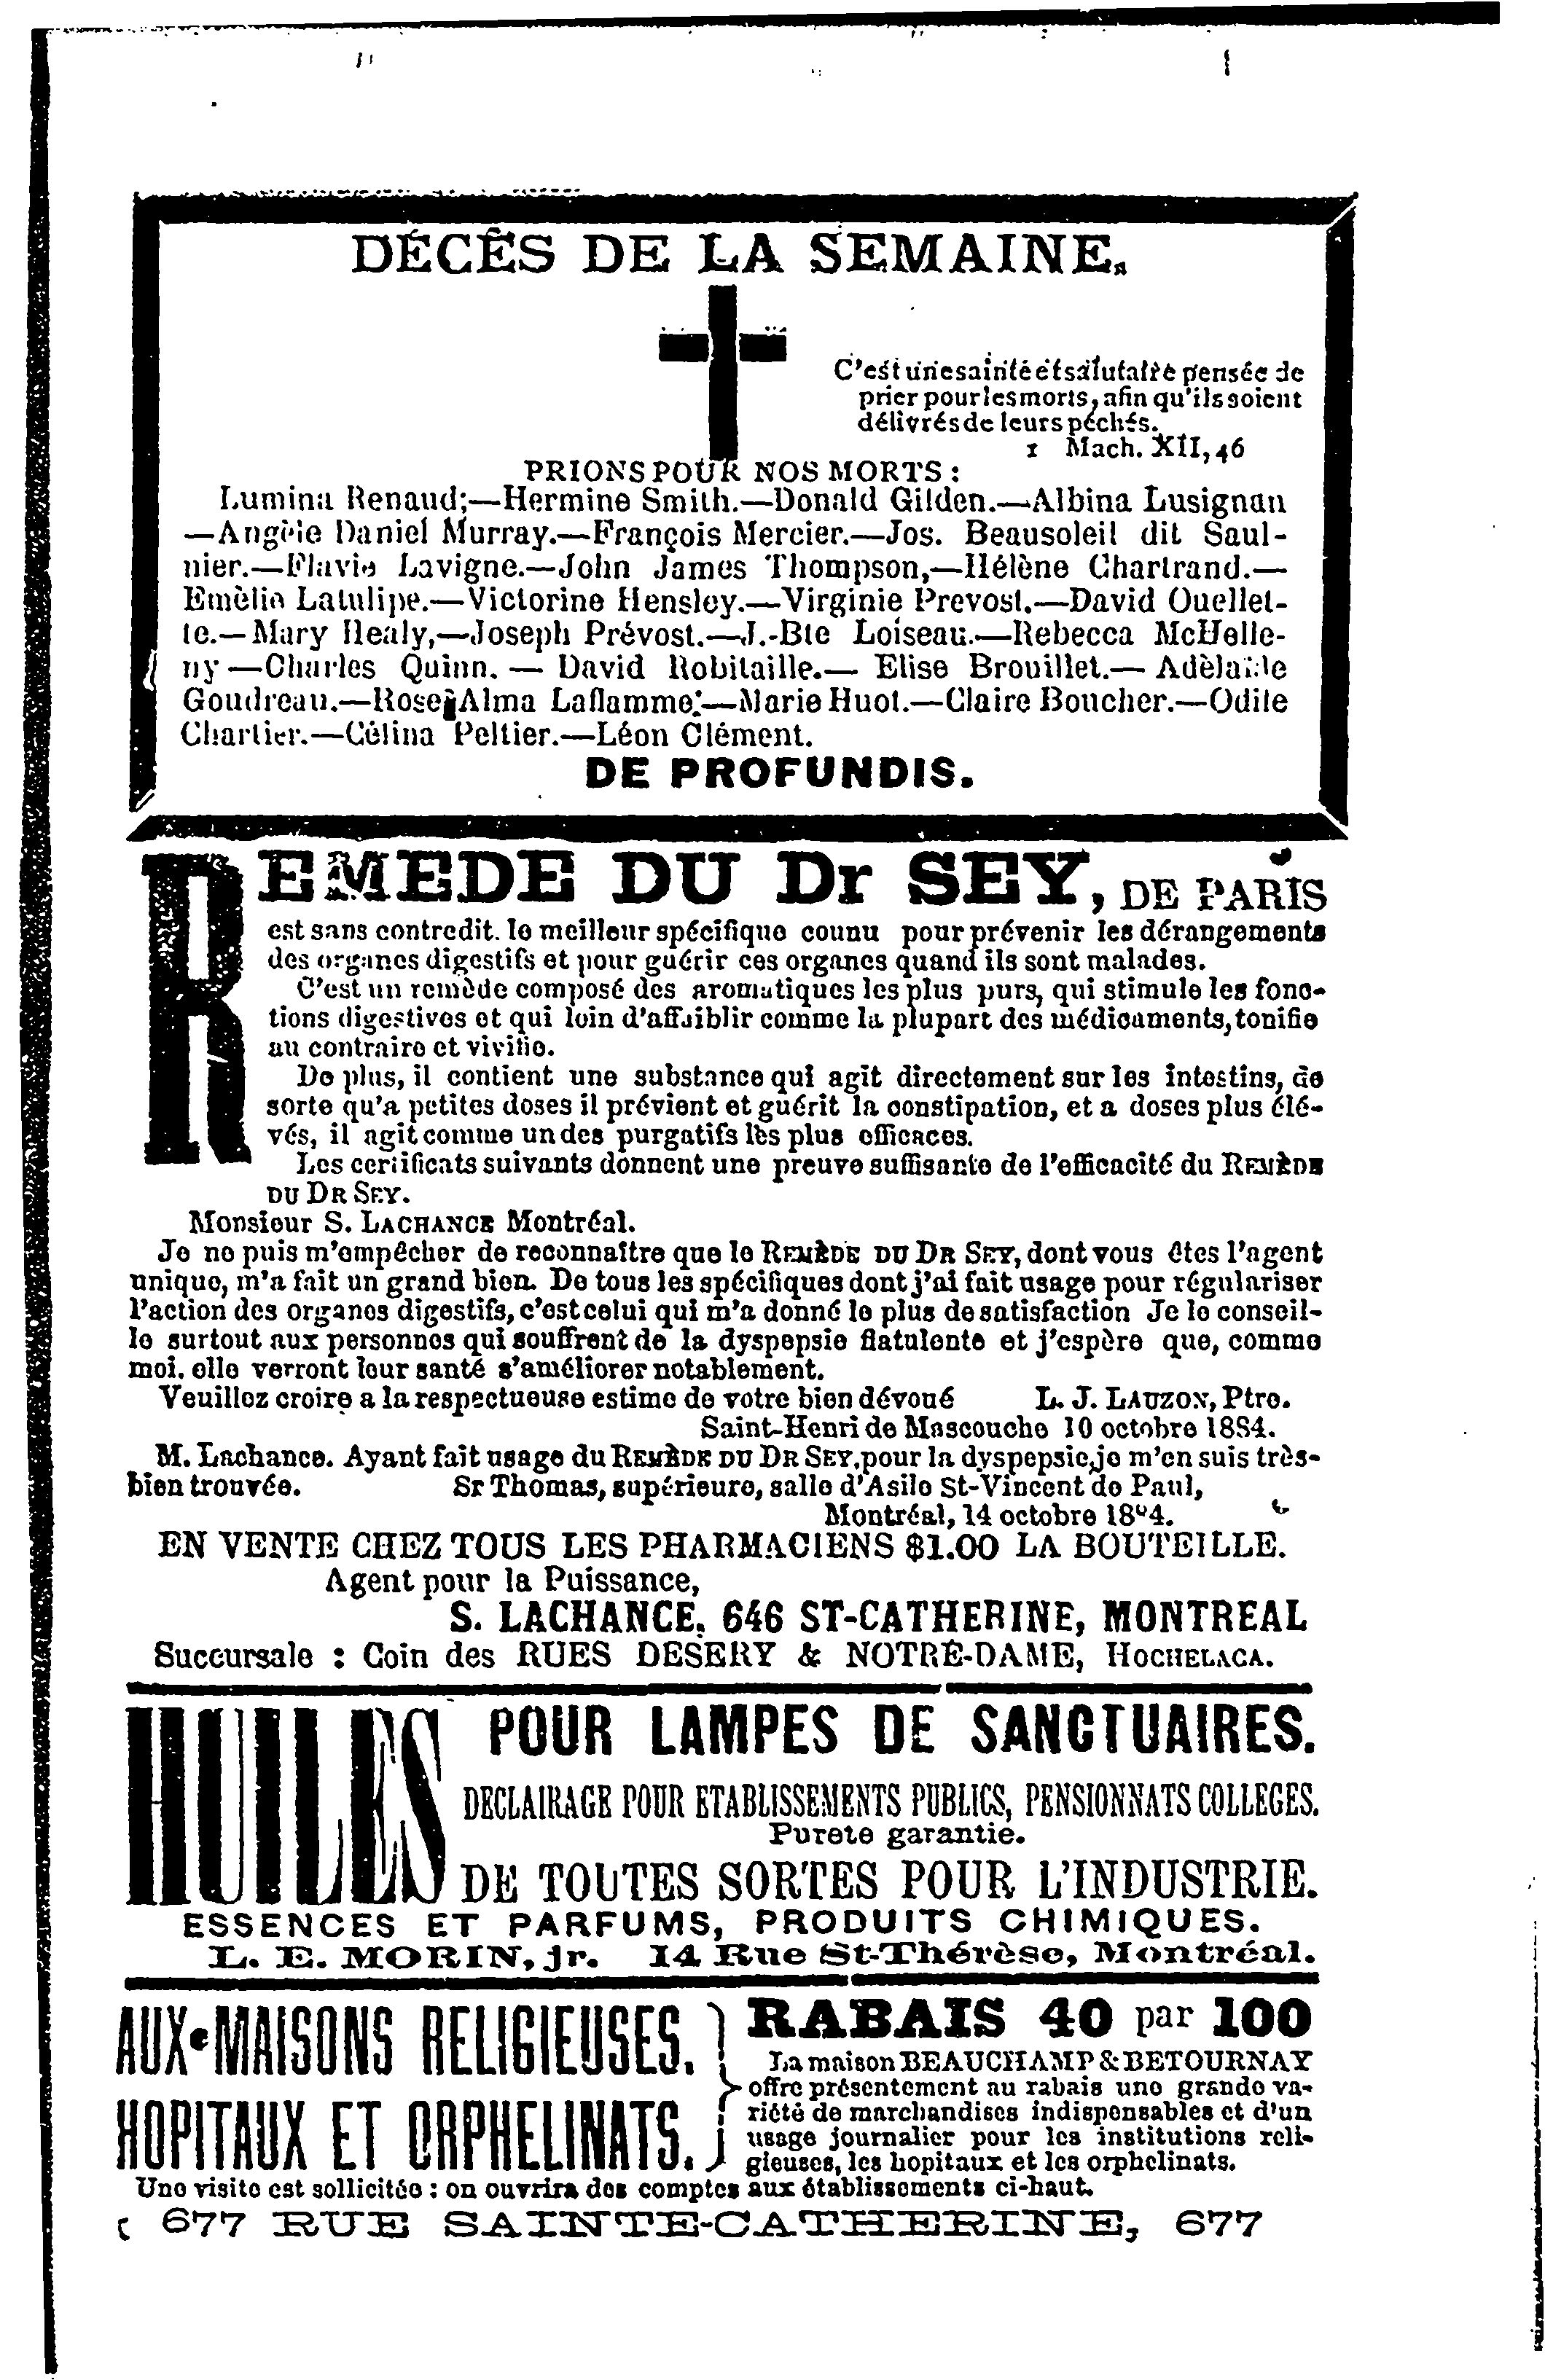 DÉCÊS DE LA SEMAINE.
C'est une sainte et salutaire pensée de
prier pour les morts, afin qu'ils soient
délivrés de leurs péchés.
1 Mach. XII, 46
PRIONS POUR NOS MORTS :
Lumina Renaud;—Hermine Smith.—Donald Gilden.—Albina Lusignan
—Angèle Daniel Murray.—François Mercier.—Jos. Beausoleil dit Saul-
nier.—Flavie Lavigne.—John James Thompson,—Hélène Chartrand.—
Emèlie Latulipe.—Victorine Hensley.—Virginie Prevost.—David Ouellet-
te.—Mary Healy,—Joseph Prévost.—J.-Bte Loiseau.—Rebecca McHelle-
ny—Charles Quinn. — David Robitaille.— Elise Brouillet.— Adèlaide
Goudreau.—Rose Alma Laflamme.—Marie Huot.—Claire Boucher.—Odile
Chartier.—Célina Peltier.—Léon Clément.
DE PROFUNDIS.
REMEDE DU Dr SEY, DE PARIS
est sans contredit. le meilleur spécifique connu pour prévenir les dérangements
des organes digestifs et pour guérir ces organes quand ils sont malades.
C'est un remède composé des aromatiques les plus purs, qui stimule les fonc-
tions digestives et qui loin d'affaiblir comme la plupart des médicaments, tonifie
au contraire et vivifie.
De plus, il contient une substance qui agit directement sur les intestins, de
sorte qu'a petites doses il prévient et guérit la constipation, et a doses plus élé-
vés, il agit comme un des purgatifs les plus efficaces.
Les certificats suivants donnent une preuve suffisante de l'efficacité du REMÈDE
DU DR SEY.
Monsieur S. LACHANCE Montréal.
Je ne puis m'empêcher de reconnaître que le REMÈDE DU DR SEY, dont vous êtes l'agent
unique, m'a fait un grand bien. De tous les spécifiques dont j'ai fait usage pour régulariser
l'action des organes digestifs, c'est celui qui m'a donné le plus de satisfaction Je le conseil-
le surtout aux personnes qui souffrent de la dyspepsie flatulente et j'espère que, comme
moi. elle verront leur santé s'améliorer notablement.
Veuillez croire a la respectueuse estime de votre bien dévoué L. J. LAUZON, Ptre.
Saint-Henri de Mascouche 10 octobre 1884.
M. Lachance. Ayant fait usage du REMÈDE DU DR SEY, pour la dyspepsie, je m'en suis très-
bien trouvée. Sr Thomas, supérieure, salle d'Asile St-Vincent de Paul,
Montréal, 14 octobre 1884.
EN VENTE CHEZ TOUS LES PHARMACIENS $1.00 LA BOUTEILLE.
Agent pour la Puissance,
S. LACHANCE, 646 ST-CATHERINE, MONTREAL
Succursale : Coin des RUES DESERY & NOTRE-DAME, HOCHELAGA.
HUILES POUR LAMPES DE SANCTUAIRES.
DECLAIRAGE POUR ETABLISSEMENTS PUBLICS, PENSIONNATS COLLEGES.
Purete garantie.
DE TOUTES SORTES POUR L'INDUSTRIE.
ESSENCES ET PARFUMS, PRODUITS CHIMIQUES.
L. E. MORIN, jr. 14 Rue St-Thérèse, Montréal.
AUX MAISONS RELIGIEUSES.
HOPITAUX ET ORPHELINATS.
RABAIS 40 par 100
La maison BEAUCHAMP & BETOURNAY
offre présentement au rabais une grande va-
riété de marchandises indispensables et d'un
usage journalier pour les institutions reli-
gieuses, les hopitaux et les orphelinats.
Une visite est sollicitée : on ouvrira des comptes aux établissements ci-haut.
677 RUE SAINTE-CATHERINE, 677